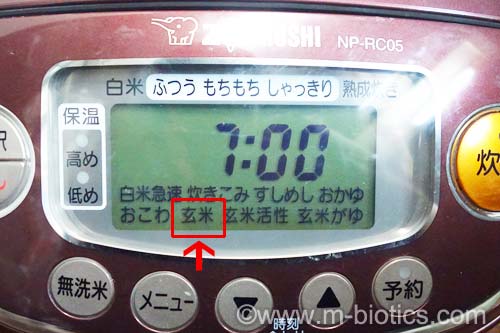 ZOJIRUSHI NP-RC05
白米 ふつう もちもち しゃっきり 熟成炊き
保温
高め
低め
7:00
白米急速 炊きこみ すしめし おかゆ
おこわ 玄米 玄米活性 玄米がゆ
炊
無洗米 メニュー 予約
時刻
©www.m-biotics.com